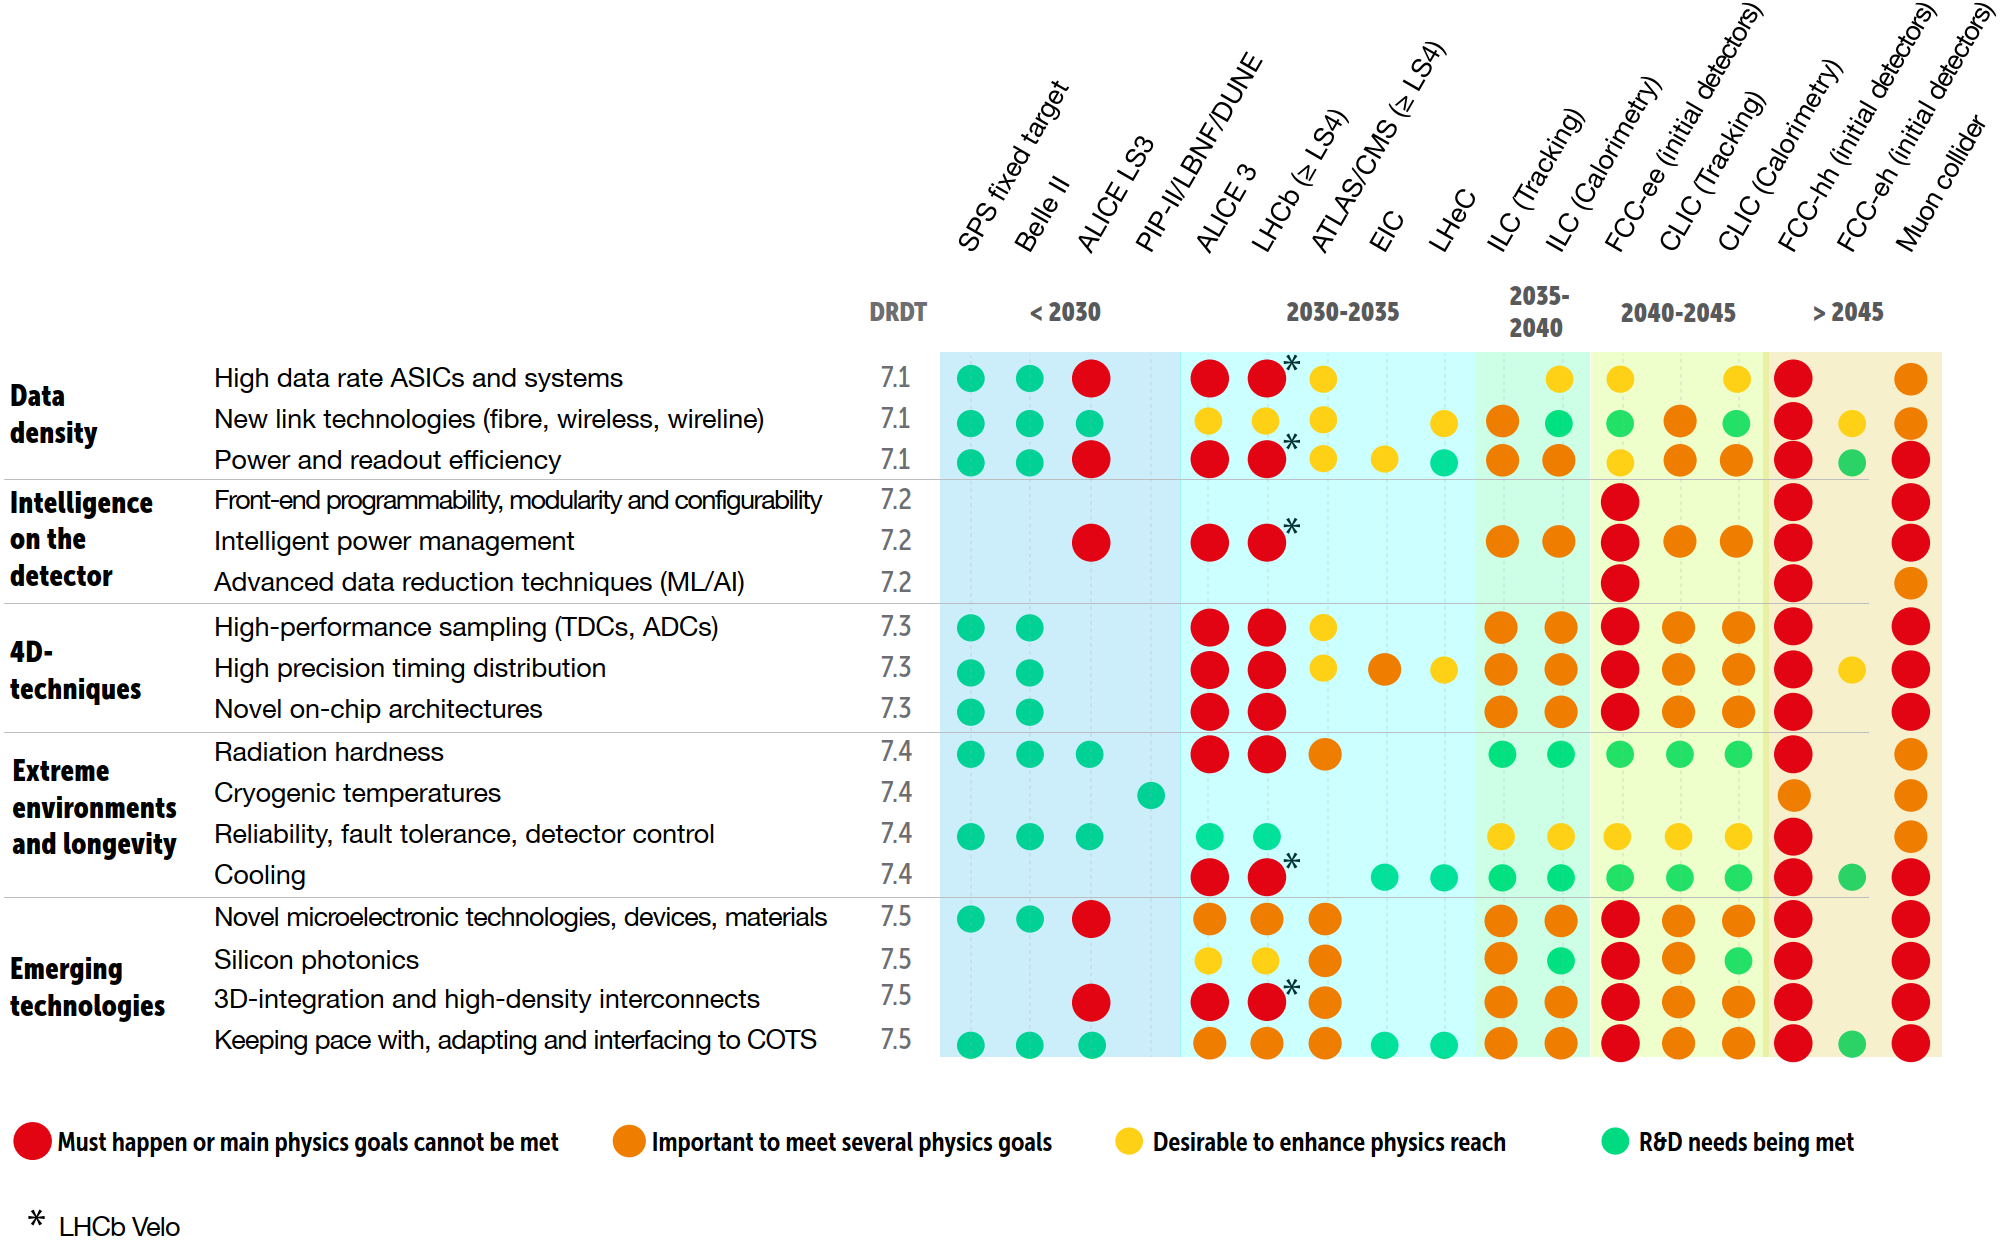 SPS fixed target
Belle II
ALICE LS3
PIP-II/LBNF/DUNE
ALICE 3
LHCb (≥ LS4)
ATLAS/CMS (≥ LS4)
EIC
LHeC
ILC (Tracking)
ILC (Calorimetry)
FCC-ee (initial detectors)
CLIC (Tracking)
CLIC (Calorimetry)
FCC-hh (initial detectors)
FCC-eh (initial detectors)
Muon collider
DRDT
< 2030
2030-2035
2035-
2040
2040-2045
> 2045
Data
density
High data rate ASICs and systems 7.1 *
New link technologies (fibre, wireless, wireline) 7.1
Power and readout efficiency 7.1 *
Intelligence
on the
detector
Front-end programmability, modularity and configurability 7.2
Intelligent power management 7.2 *
Advanced data reduction techniques (ML/AI) 7.2
4D-
techniques
High-performance sampling (TDCs, ADCs) 7.3
High precision timing distribution 7.3
Novel on-chip architectures 7.3
Extreme
environments
and longevity
Radiation hardness 7.4
Cryogenic temperatures 7.4
Reliability, fault tolerance, detector control 7.4
Cooling 7.4 *
Emerging
technologies
Novel microelectronic technologies, devices, materials 7.5
Silicon photonics 7.5
3D-integration and high-density interconnects 7.5 *
Keeping pace with, adapting and interfacing to COTS 7.5
Must happen or main physics goals cannot be met
Important to meet several physics goals
Desirable to enhance physics reach
R&D needs being met
* LHCb Velo